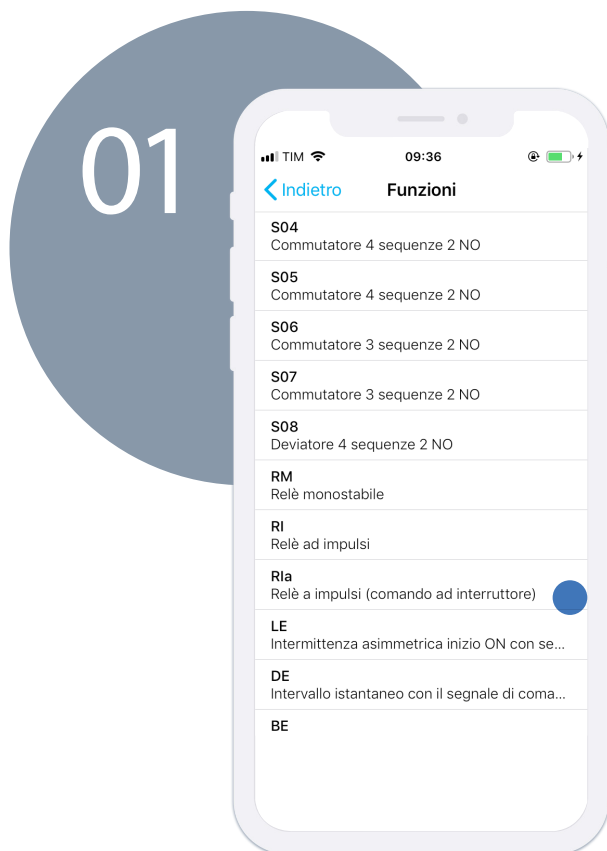 01
TIM
09:36
Indietro
Funzioni
S04
Commutatore 4 sequenze 2 NO
S05
Commutatore 4 sequenze 2 NO
S06
Commutatore 3 sequenze 2 NO
S07
Commutatore 3 sequenze 2 NO
S08
Deviatore 4 sequenze 2 NO
RM
Relè monostabile
RI
Relè ad impulsi
RIa
Relè a impulsi (comando ad interruttore)
LE
Intermittenza asimmetrica inizio ON con se...
DE
Intervallo istantaneo con il segnale di coma...
BE